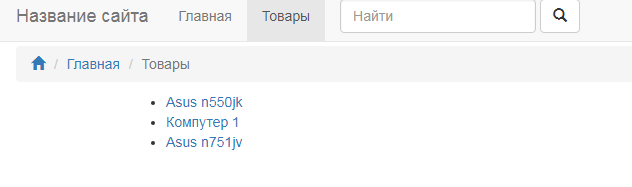 Название сайта Главная Товары Найти
/ Главная / Товары
Asus n550jk
Компутер 1
Asus n751jv